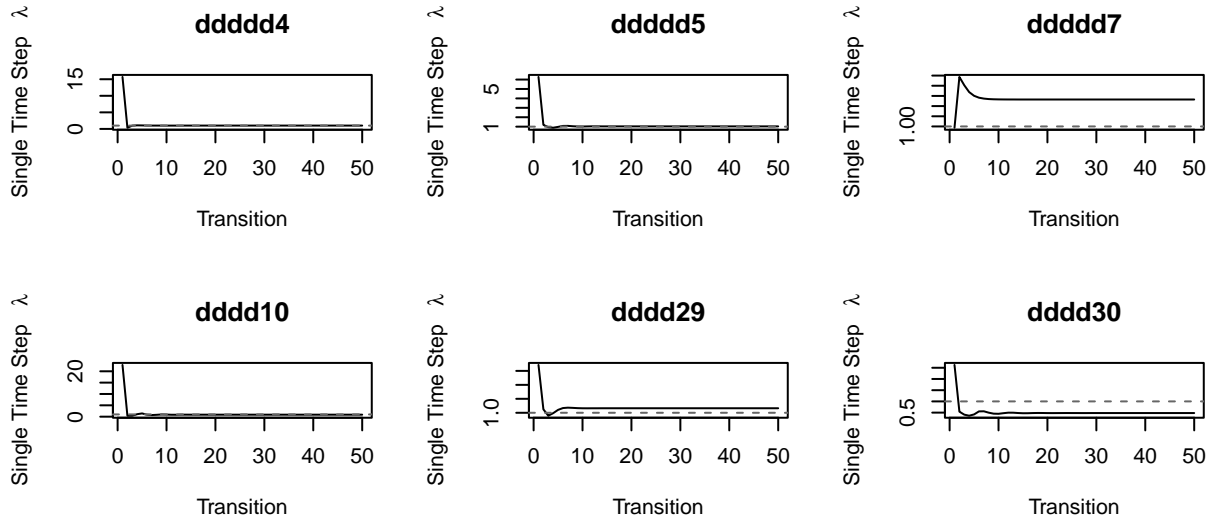 ddddd4
Single Time Step λ
15
0
0 10 20 30 40 50
Transition
ddddd5
Single Time Step λ
5
1
0 10 20 30 40 50
Transition
ddddd7
Single Time Step λ
1.00
0 10 20 30 40 50
Transition
dddd10
Single Time Step λ
20
0
0 10 20 30 40 50
Transition
dddd29
Single Time Step λ
1.0
0 10 20 30 40 50
Transition
dddd30
Single Time Step λ
0.5
0 10 20 30 40 50
Transition